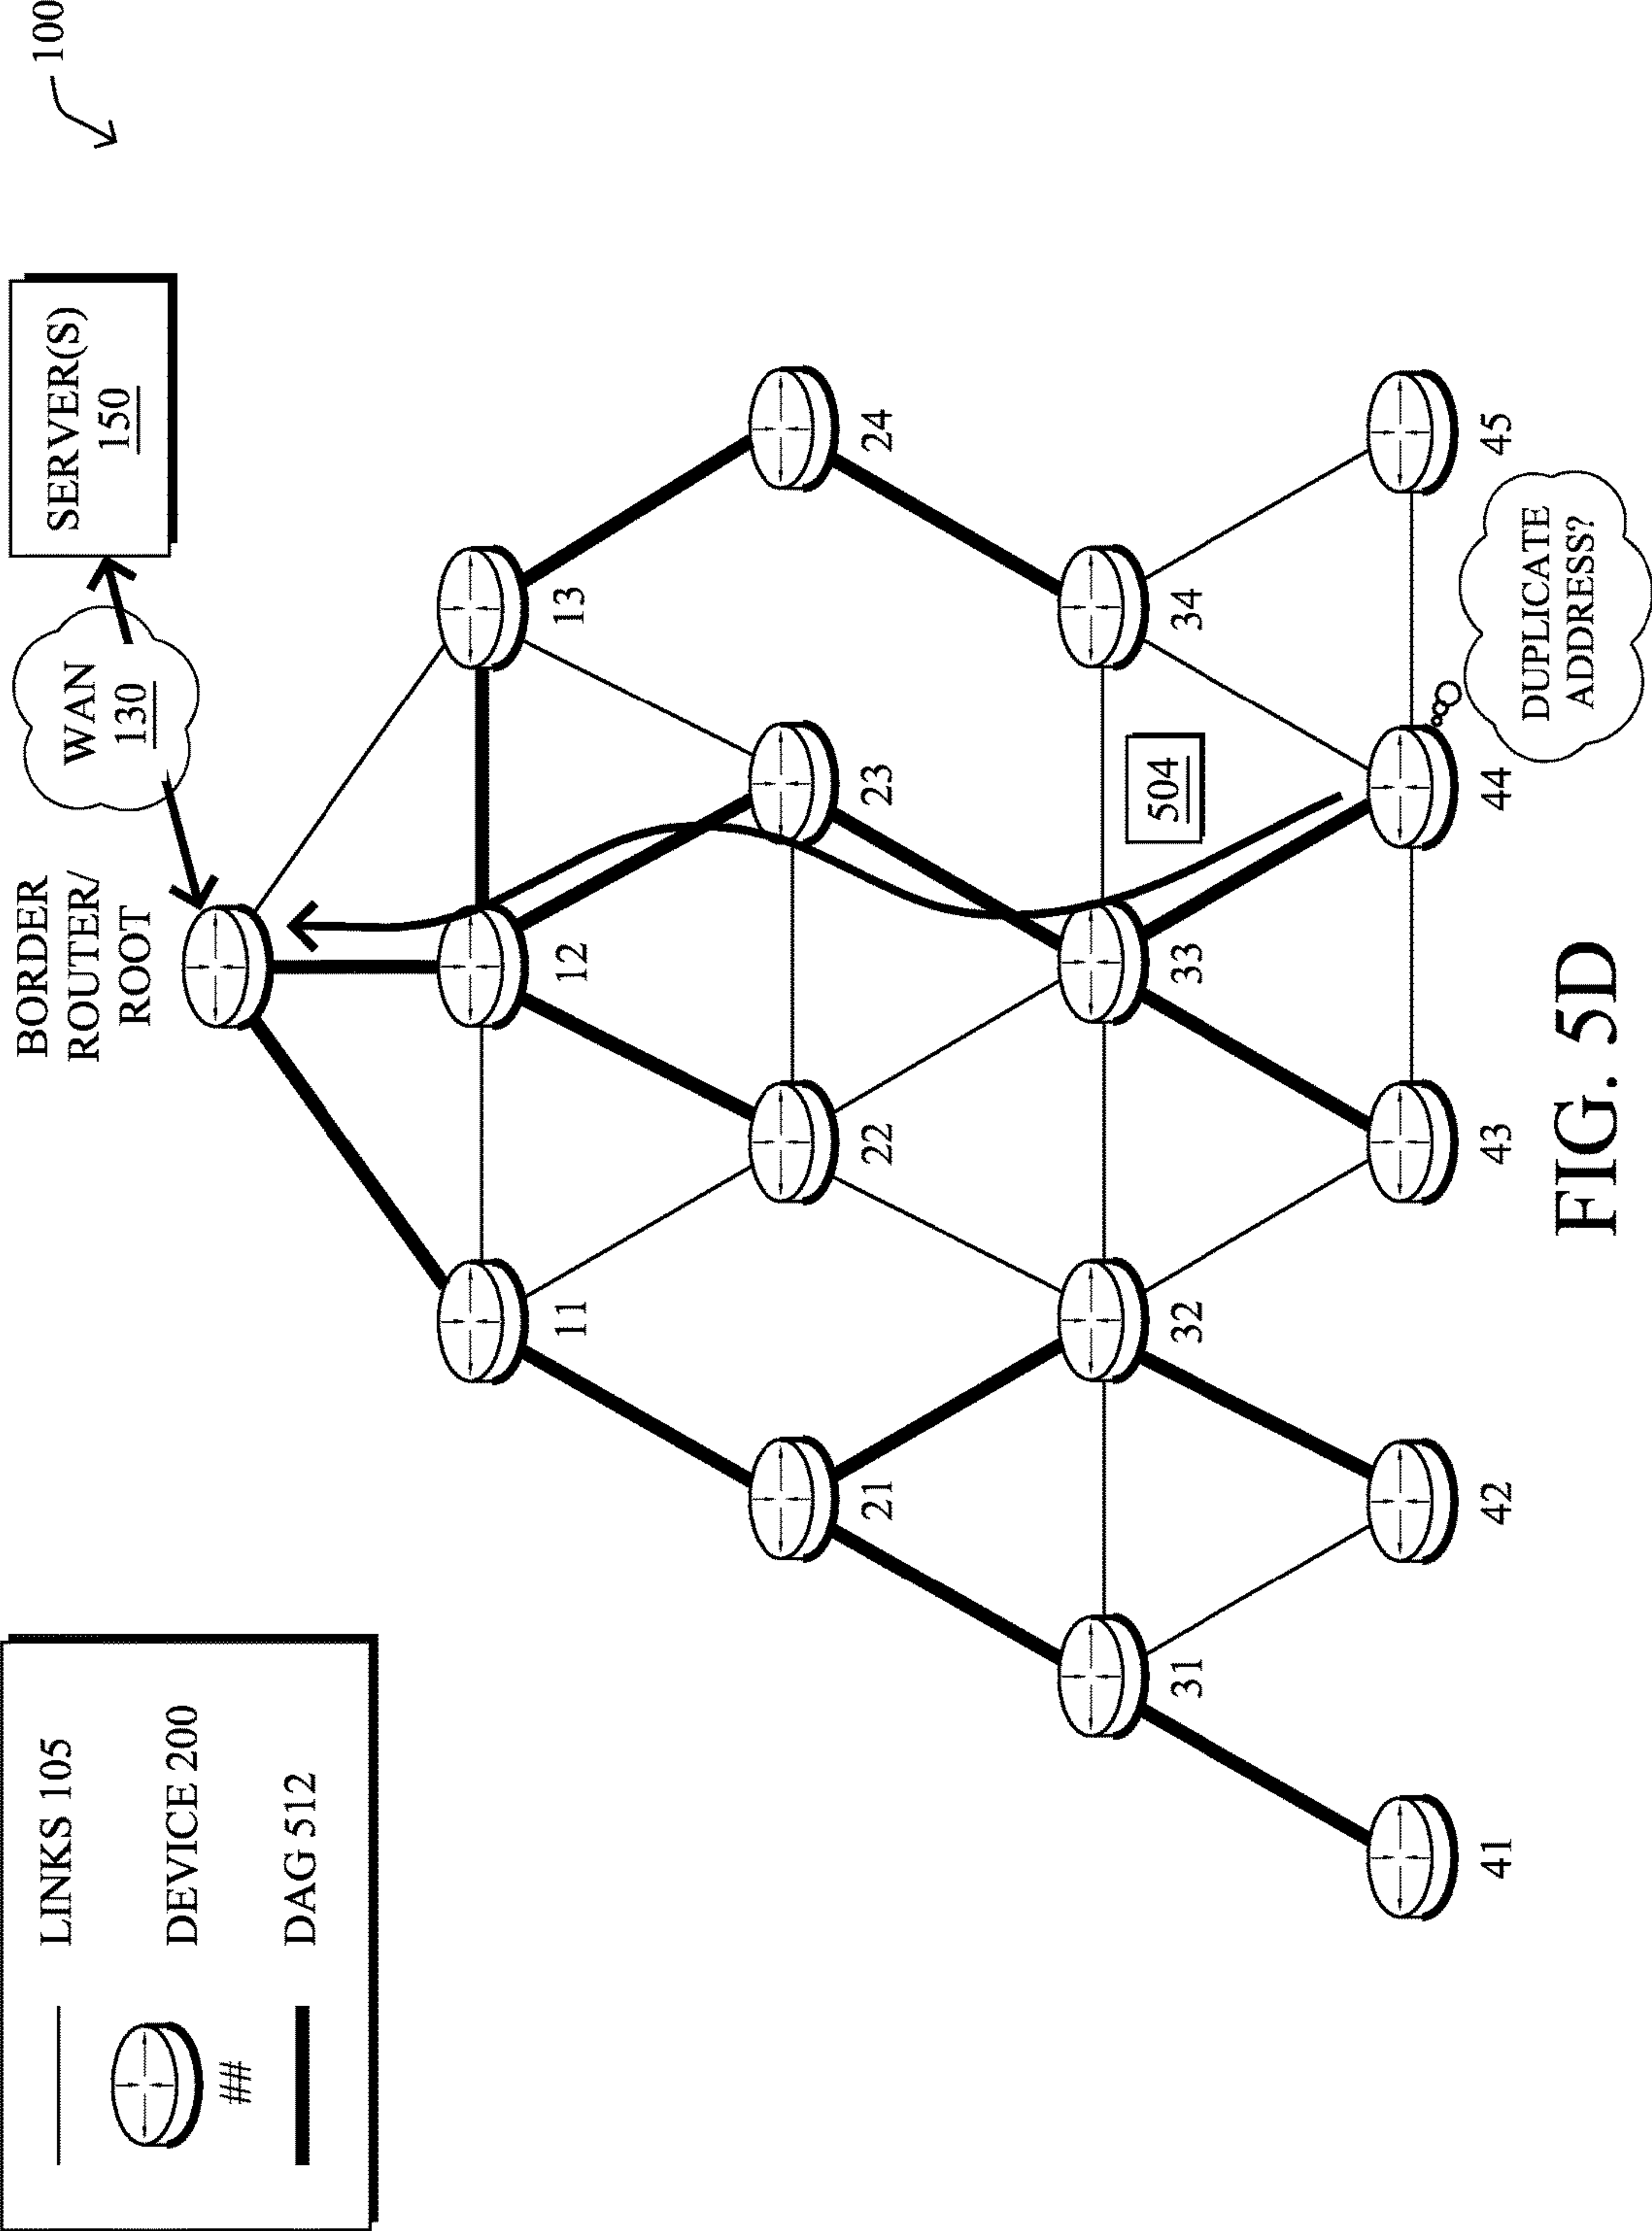 100
LINKS 105
DEVICE 200
##
DAG 512
BORDER
ROUTER/
ROOT
WAN
130
SERVER(S)
150
11
12
13
21
22
23
24
31
32
33
34
504
41
42
43
44
45
DUPLICATE
ADDRESS?
FIG. 5D